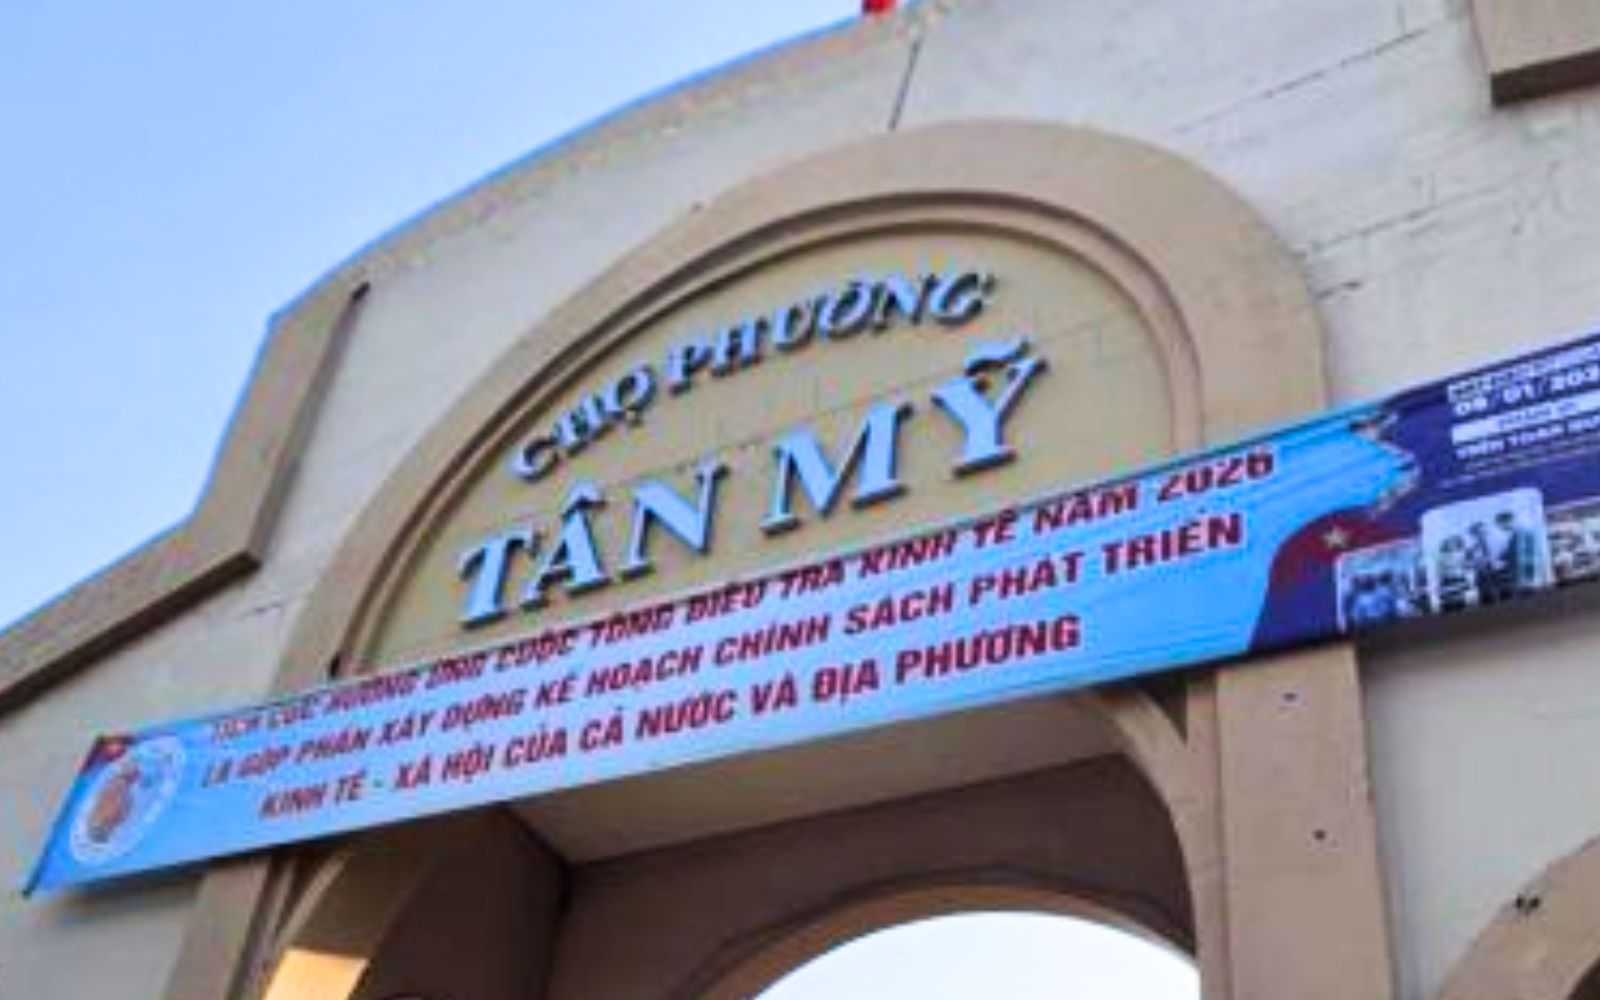 CHỢ PHƯỜNG
TÂN MỸ
TÍCH CỰC HƯỞNG ỨNG CUỘC TỔNG ĐIỀU TRA KINH TẾ NĂM 2026
LÀ GÓP PHẦN XÂY DỰNG KẾ HOẠCH CHÍNH SÁCH PHÁT TRIỂN
KINH TẾ - XÃ HỘI CỦA CẢ NƯỚC VÀ ĐỊA PHƯƠNG